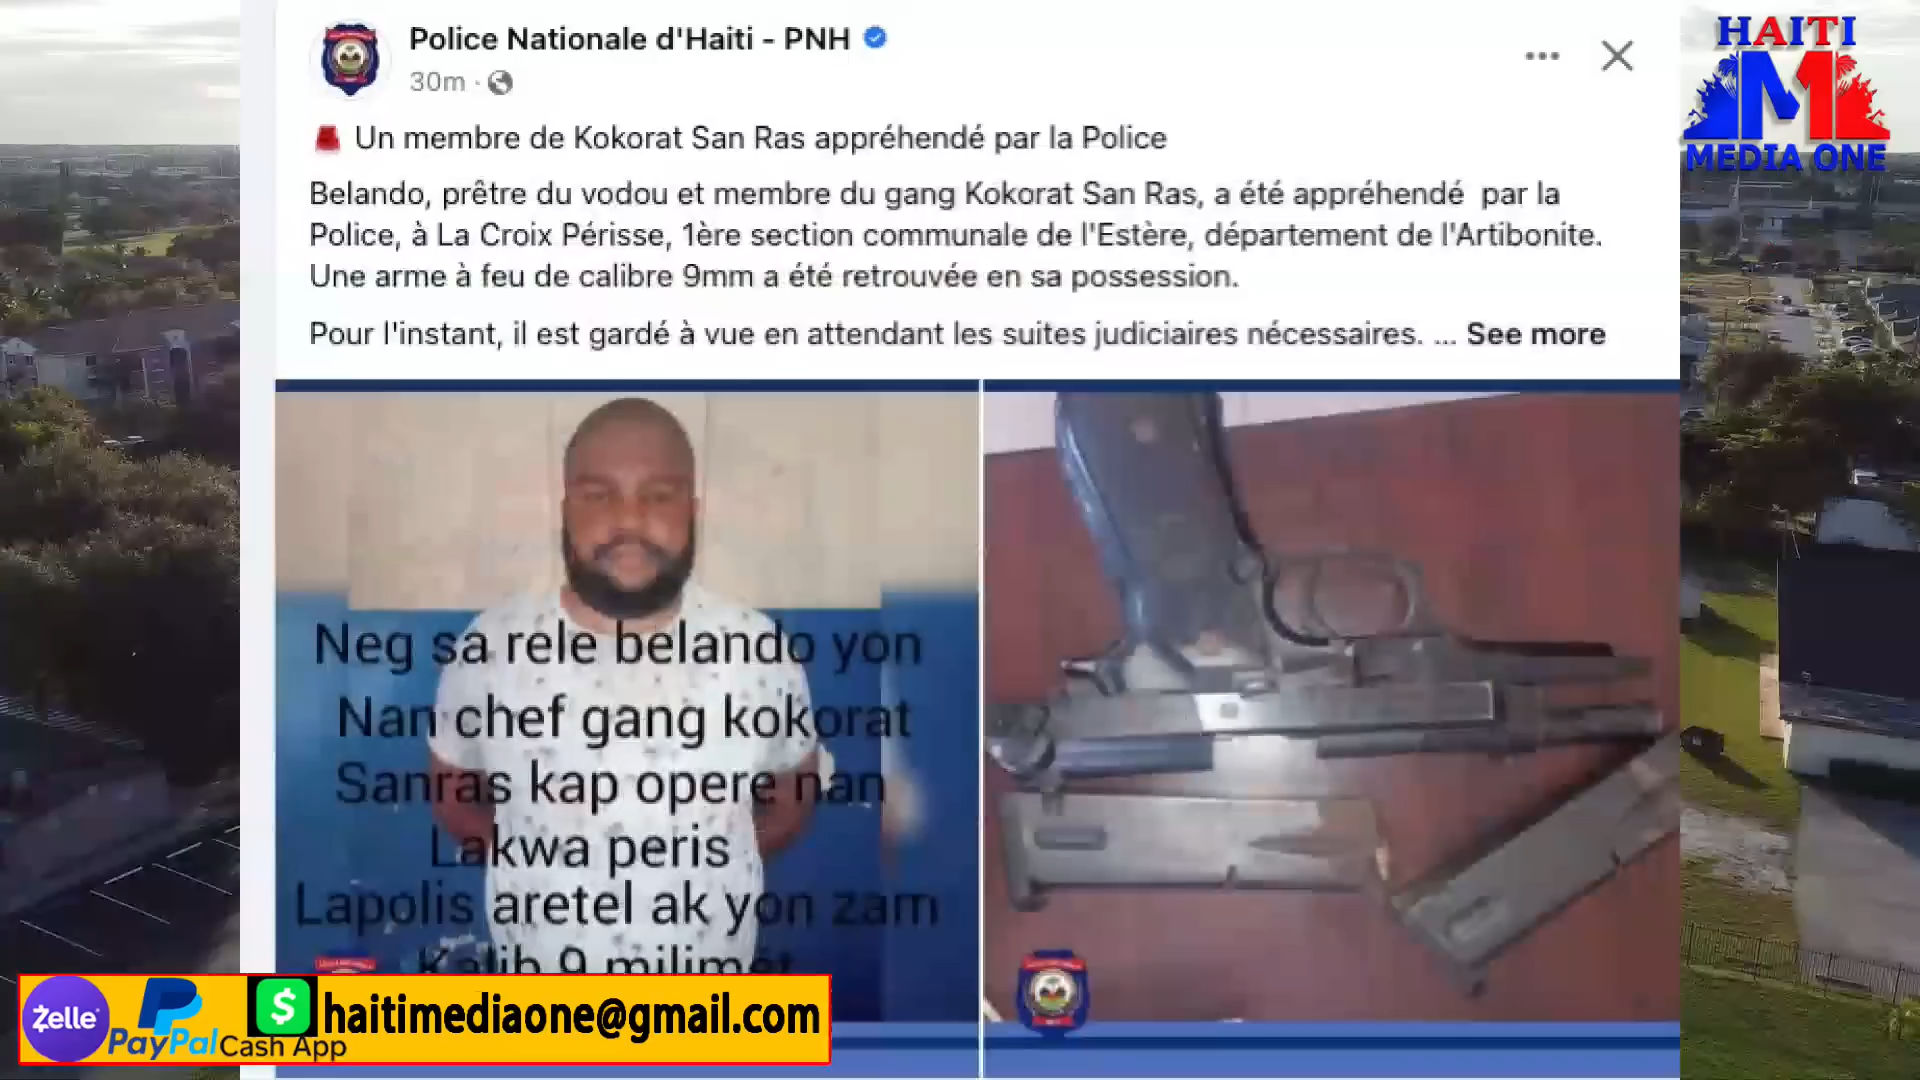 Police Nationale d'Haiti - PNH
30m ·
HAITI
M1
MEDIA ONE
Un membre de Kokorat San Ras appréhendé par la Police
Belando, prêtre du vodou et membre du gang Kokorat San Ras, a été appréhendé par la
Police, à La Croix Périsse, 1ère section communale de l'Estère, département de l'Artibonite.
Une arme à feu de calibre 9mm a été retrouvée en sa possession.
Pour l'instant, il est gardé à vue en attendant les suites judiciaires nécessaires. ... See more
Neg sa rele belando yon
Nan chef gang kokorat
Sanras kap opere nan
Lakwa peris
Lapolis aretel ak yon zam
Kalib 9 milimet
Zelle
PayPal
$
Cash App
haitimediaone@gmail.com